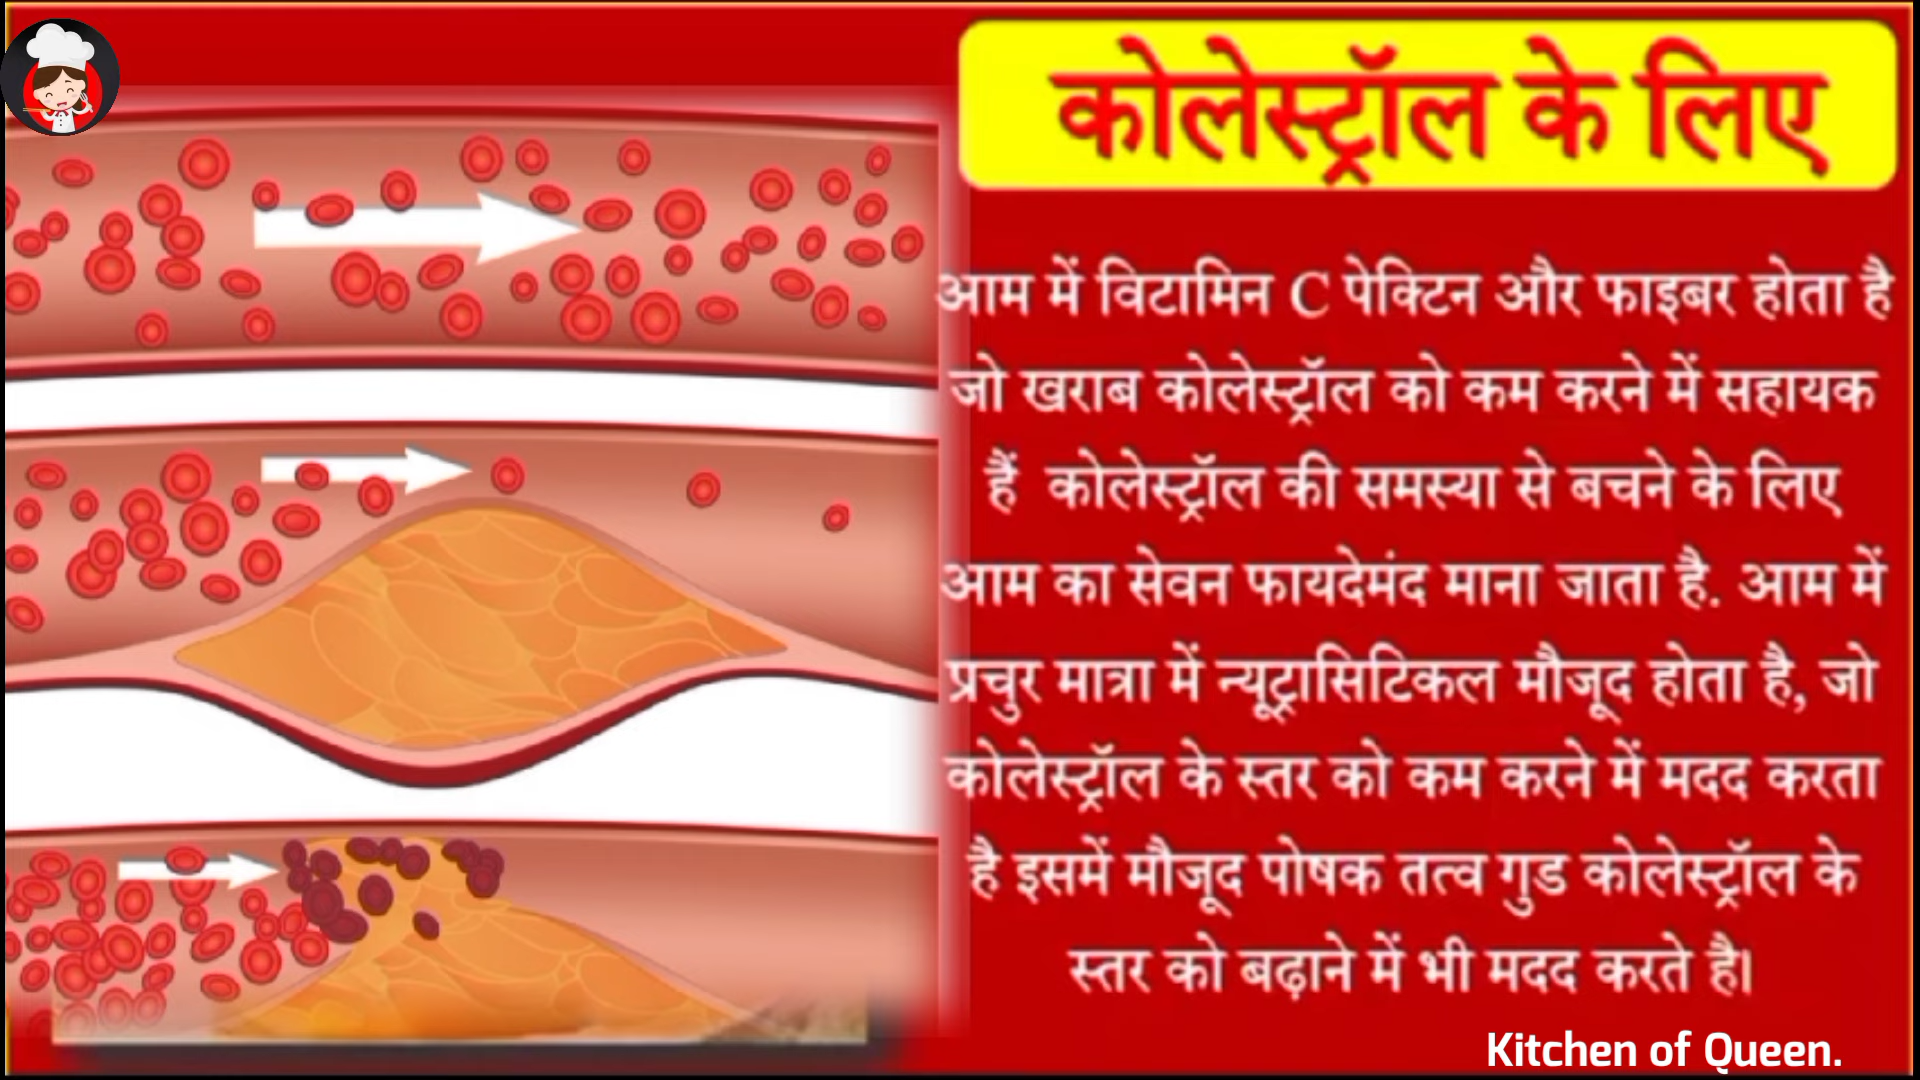 कोलेस्ट्रॉल के लिए
आम में विटामिन C पेक्टिन और फाइबर होता है
जो खराब कोलेस्ट्रॉल को कम करने में सहायक
हैं कोलेस्ट्रॉल की समस्या से बचने के लिए
आम का सेवन फायदेमंद माना जाता है. आम में
प्रचुर मात्रा में न्यूट्रासिटिकल मौजूद होता है, जो
कोलेस्ट्रॉल के स्तर को कम करने में मदद करता
है इसमें मौजूद पोषक तत्व गुड कोलेस्ट्रॉल के
स्तर को बढ़ाने में भी मदद करते है।
Kitchen of Queen.